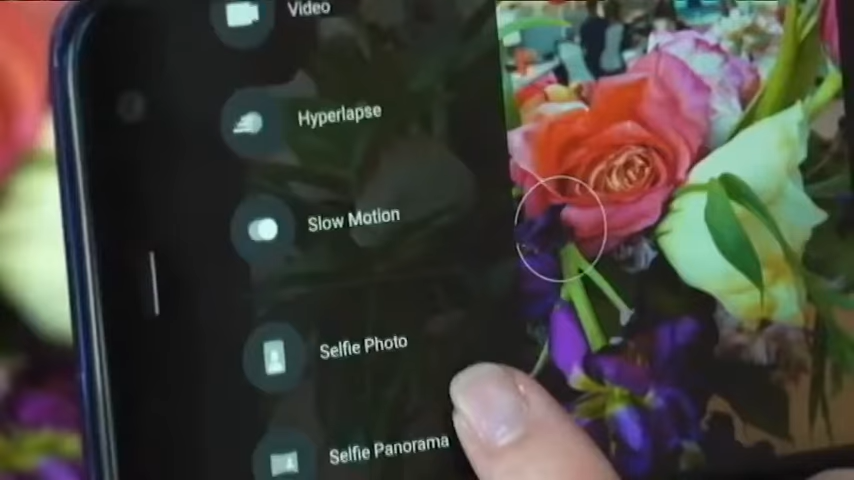 Video
Hyperlapse
Slow Motion
Selfie Photo
Selfie Panorama